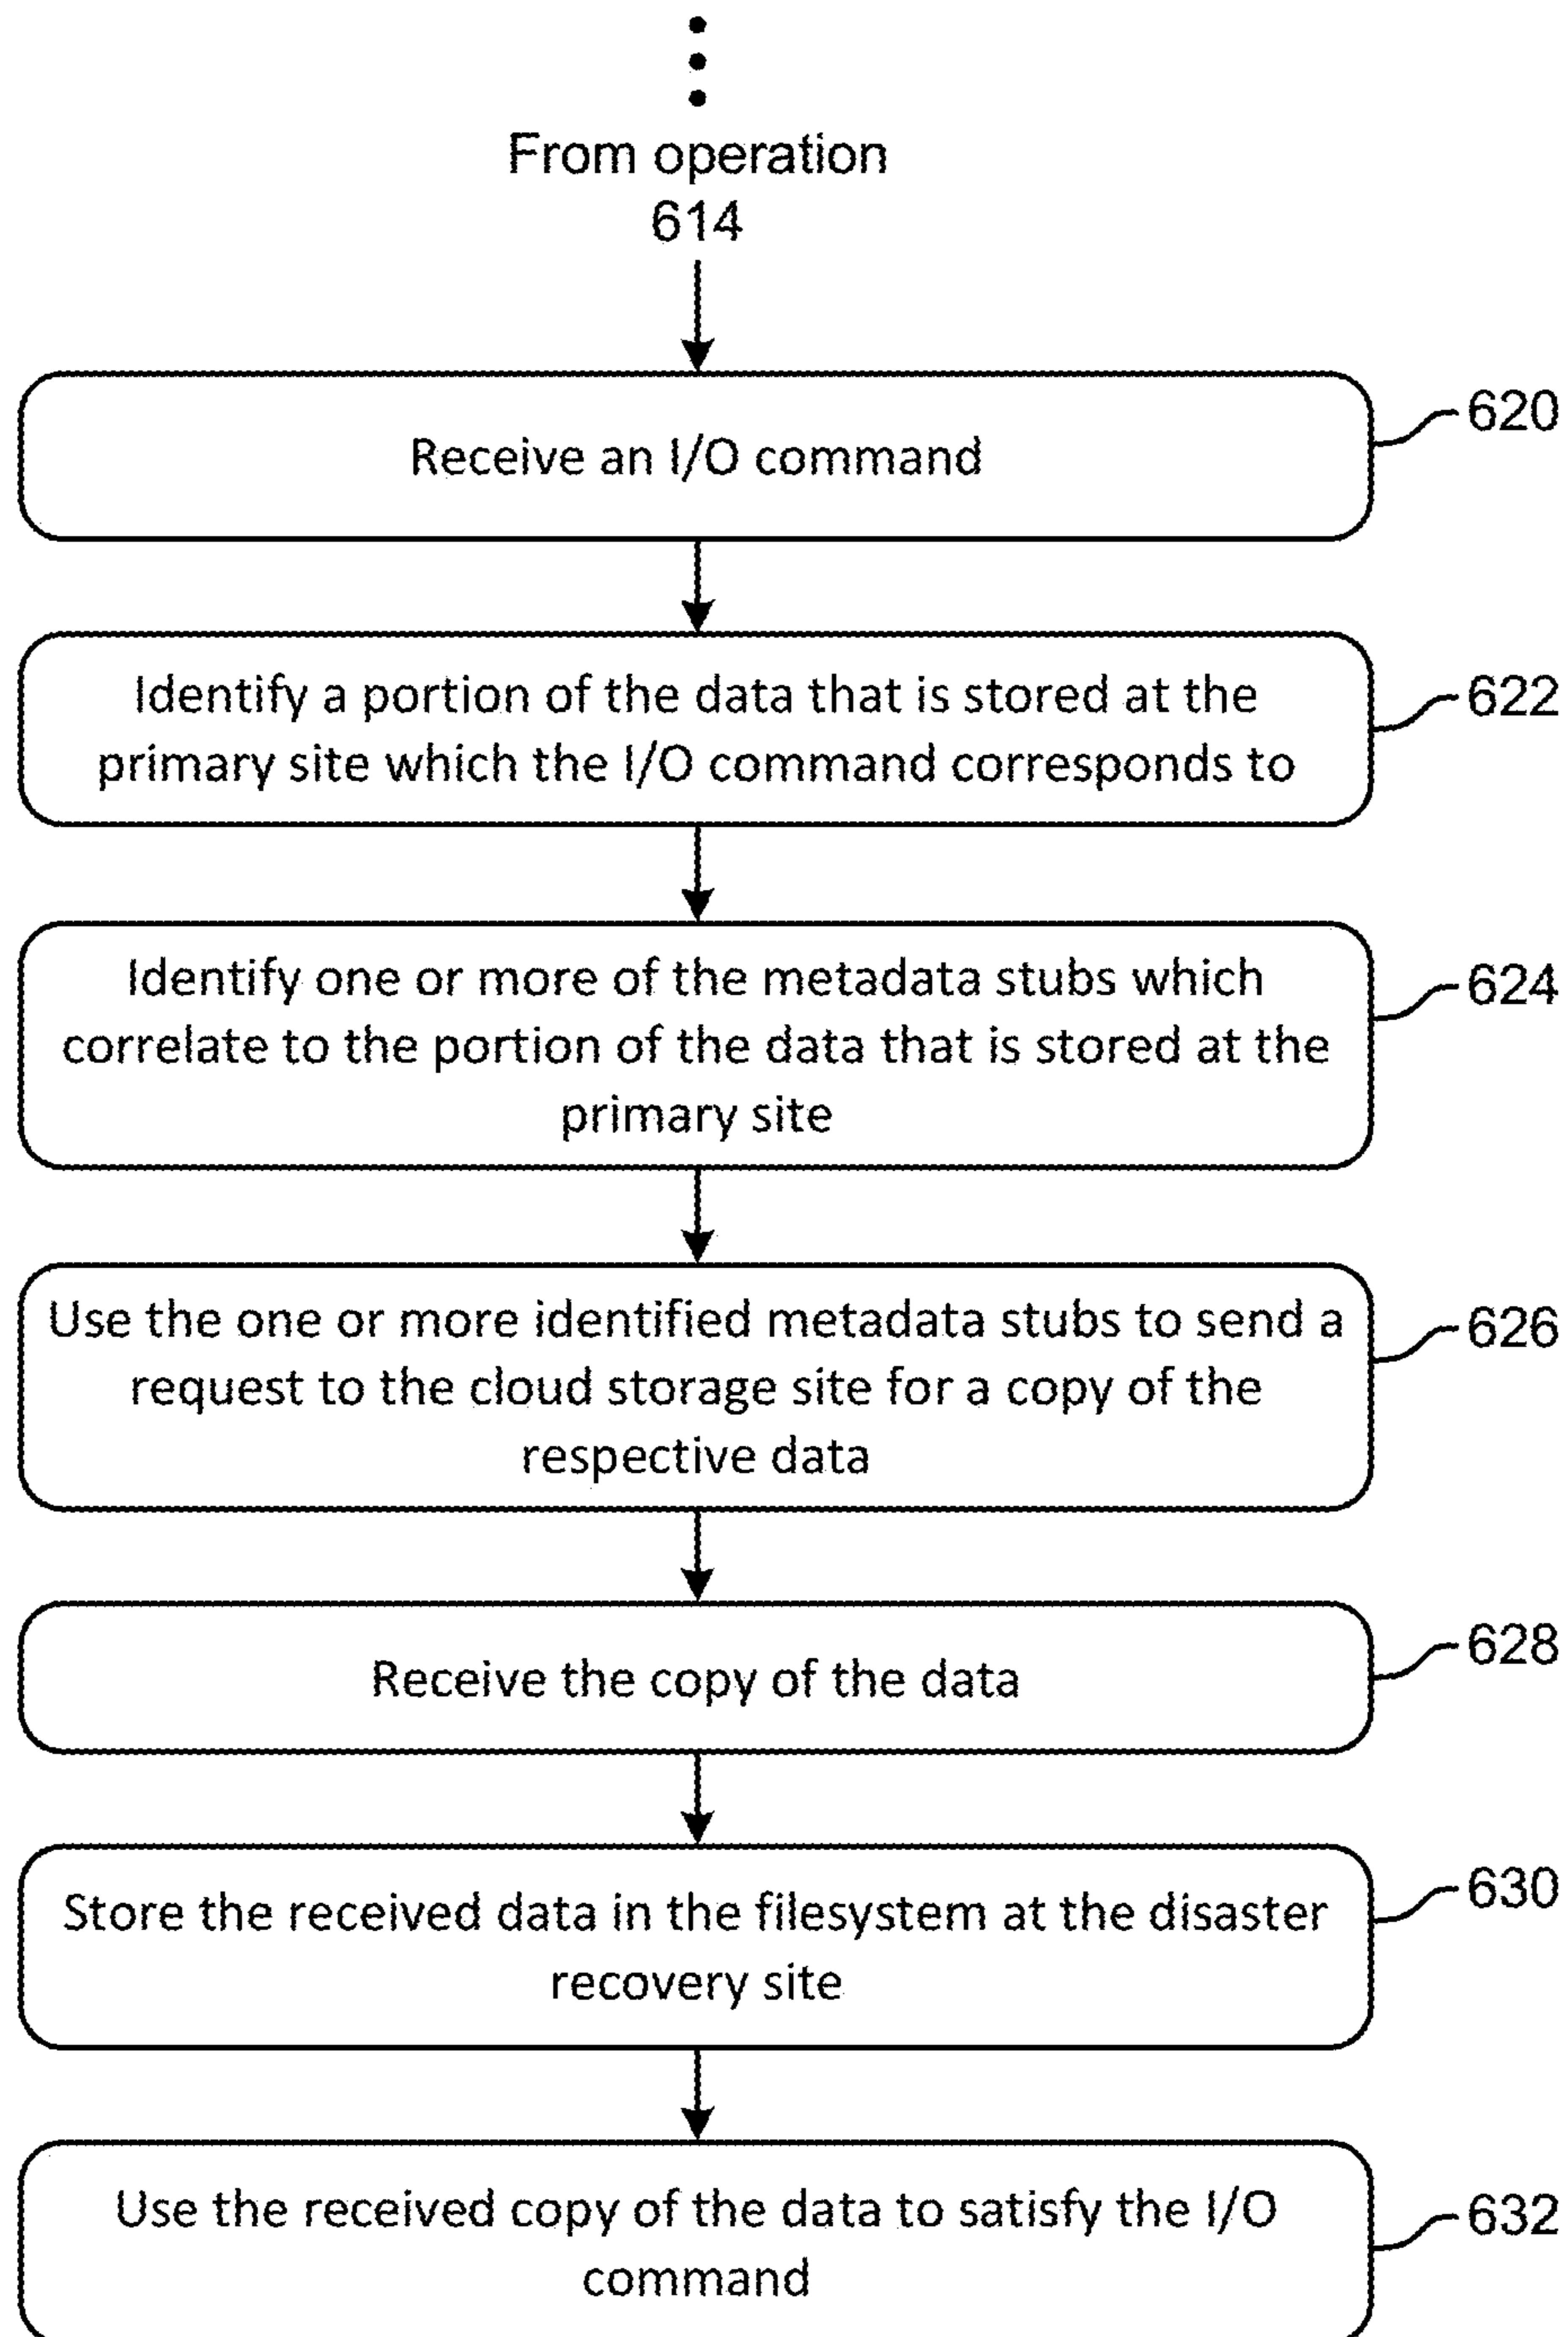 From operation
614
620
Receive an I/O command
622
Identify a portion of the data that is stored at the
primary site which the I/O command corresponds to
624
Identify one or more of the metadata stubs which
correlate to the portion of the data that is stored at the
primary site
626
Use the one or more identified metadata stubs to send a
request to the cloud storage site for a copy of the
respective data
628
Receive the copy of the data
630
Store the received data in the filesystem at the disaster
recovery site
632
Use the received copy of the data to satisfy the I/O
command